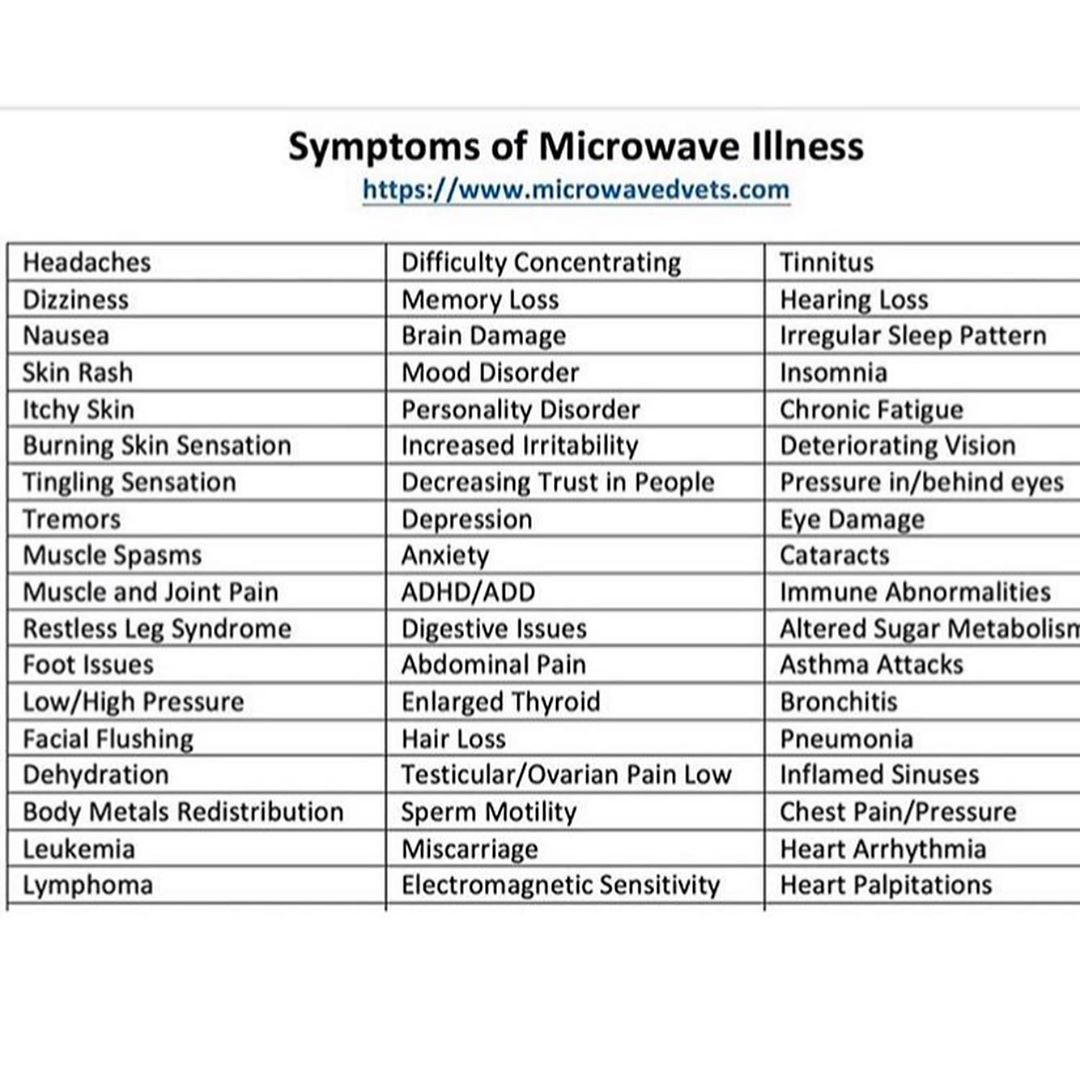 Symptoms of Microwave Illness
https://www.microwavedvets.com
Headaches Difficulty Concentrating Tinnitus
Dizziness Memory Loss Hearing Loss
Nausea Brain Damage Irregular Sleep Pattern
Skin Rash Mood Disorder Insomnia
Itchy Skin Personality Disorder Chronic Fatigue
Burning Skin Sensation Increased Irritability Deteriorating Vision
Tingling Sensation Decreasing Trust in People Pressure in/behind eyes
Tremors Depression Eye Damage
Muscle Spasms Anxiety Cataracts
Muscle and Joint Pain ADHD/ADD Immune Abnormalities
Restless Leg Syndrome Digestive Issues Altered Sugar Metabolism
Foot Issues Abdominal Pain Asthma Attacks
Low/High Pressure Enlarged Thyroid Bronchitis
Facial Flushing Hair Loss Pneumonia
Dehydration Testicular/Ovarian Pain Low Inflamed Sinuses
Body Metals Redistribution Sperm Motility Chest Pain/Pressure
Leukemia Miscarriage Heart Arrhythmia
Lymphoma Electromagnetic Sensitivity Heart Palpitations